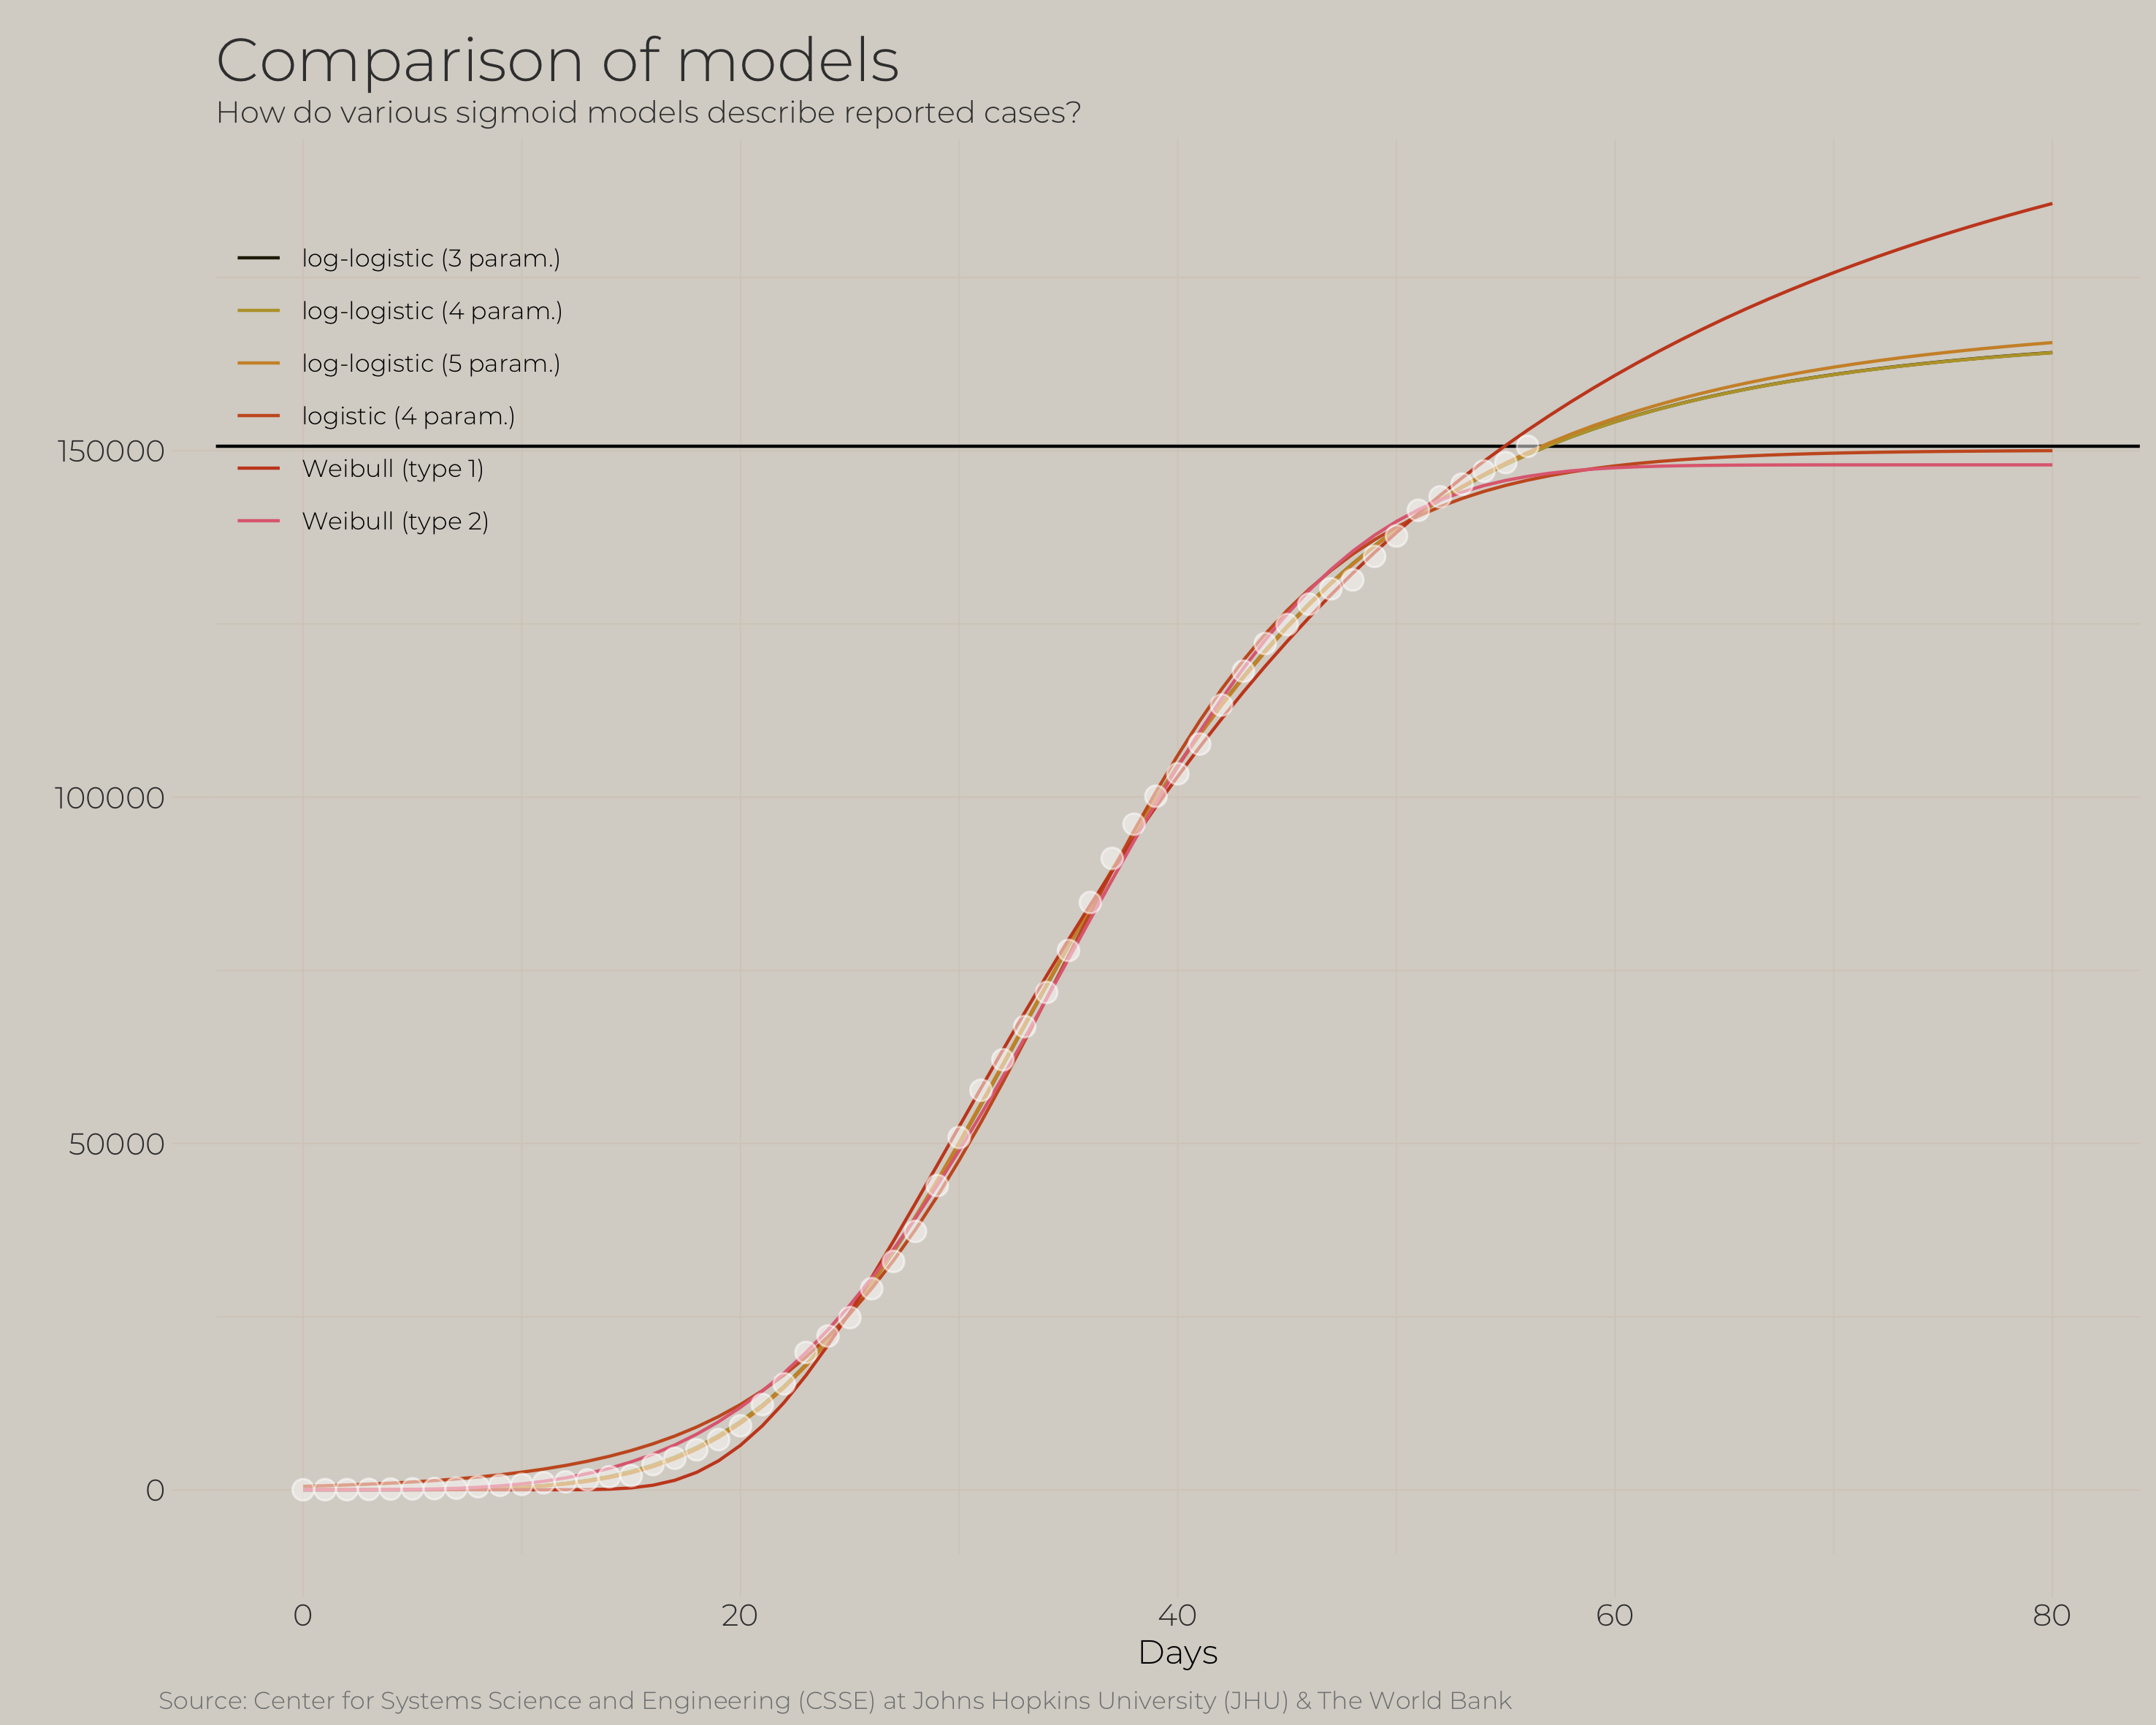 Comparison of models
How do various sigmoid models describe reported cases?
log-logistic (3 param.)
log-logistic (4 param.)
log-logistic (5 param.)
logistic (4 param.)
Weibull (type 1)
Weibull (type 2)
150000
100000
50000
0
0 20 40 60 80
Days
Source: Center for Systems Science and Engineering (CSSE) at Johns Hopkins University (JHU) & The World Bank